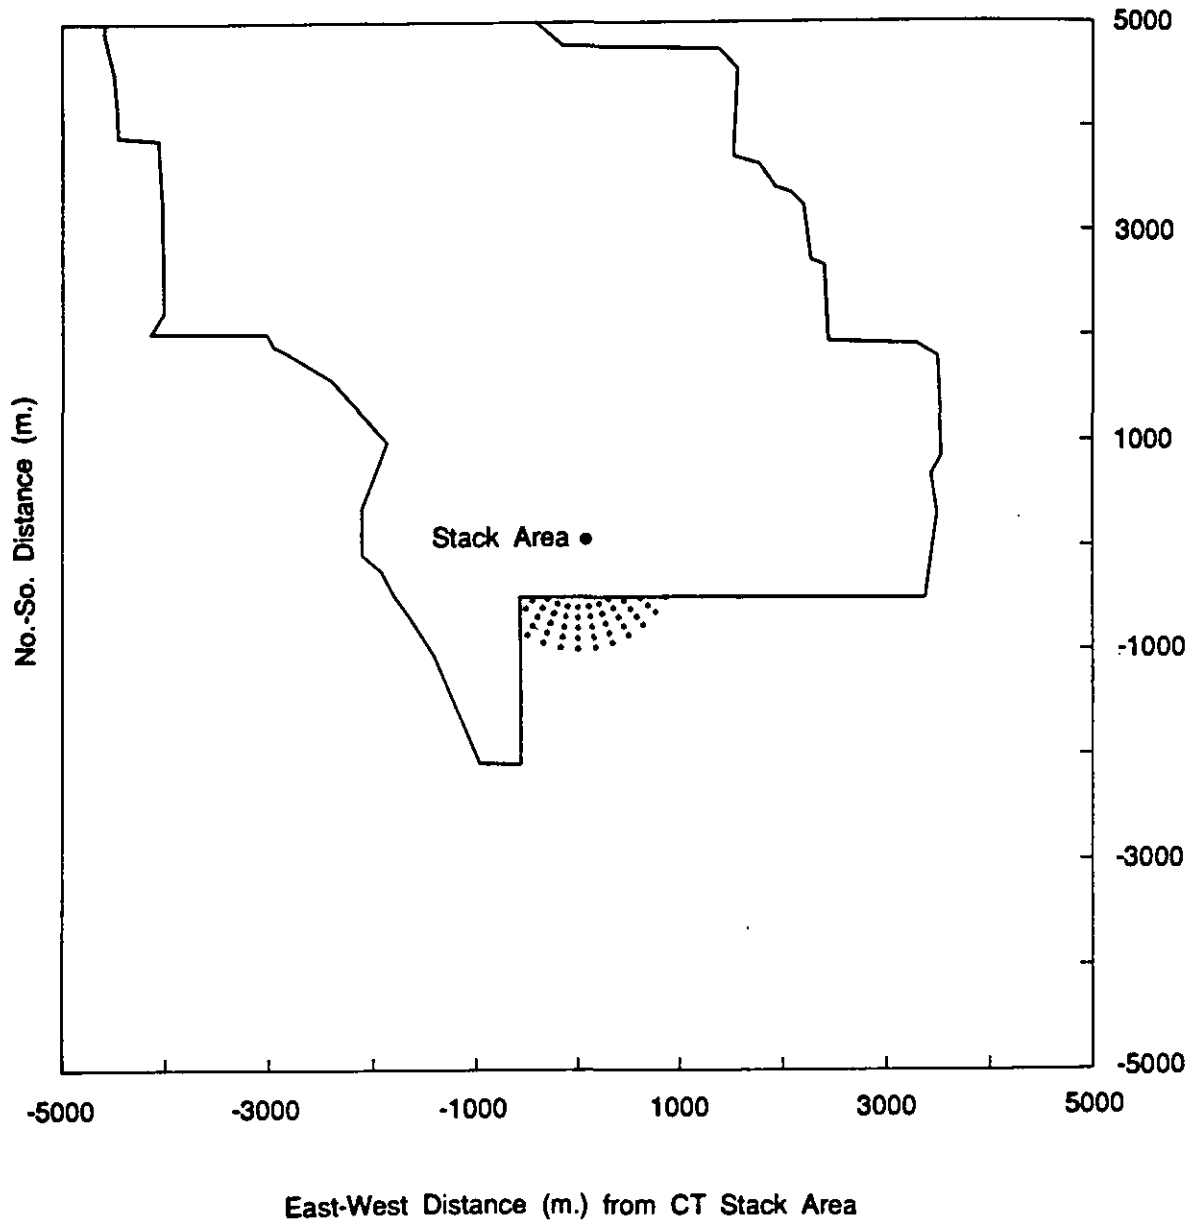 5000
3000
1000
-1000
-3000
-5000
No.-So. Distance (m.)
Stack Area
-5000 -3000 -1000 1000 3000 5000
East-West Distance (m.) from CT Stack Area